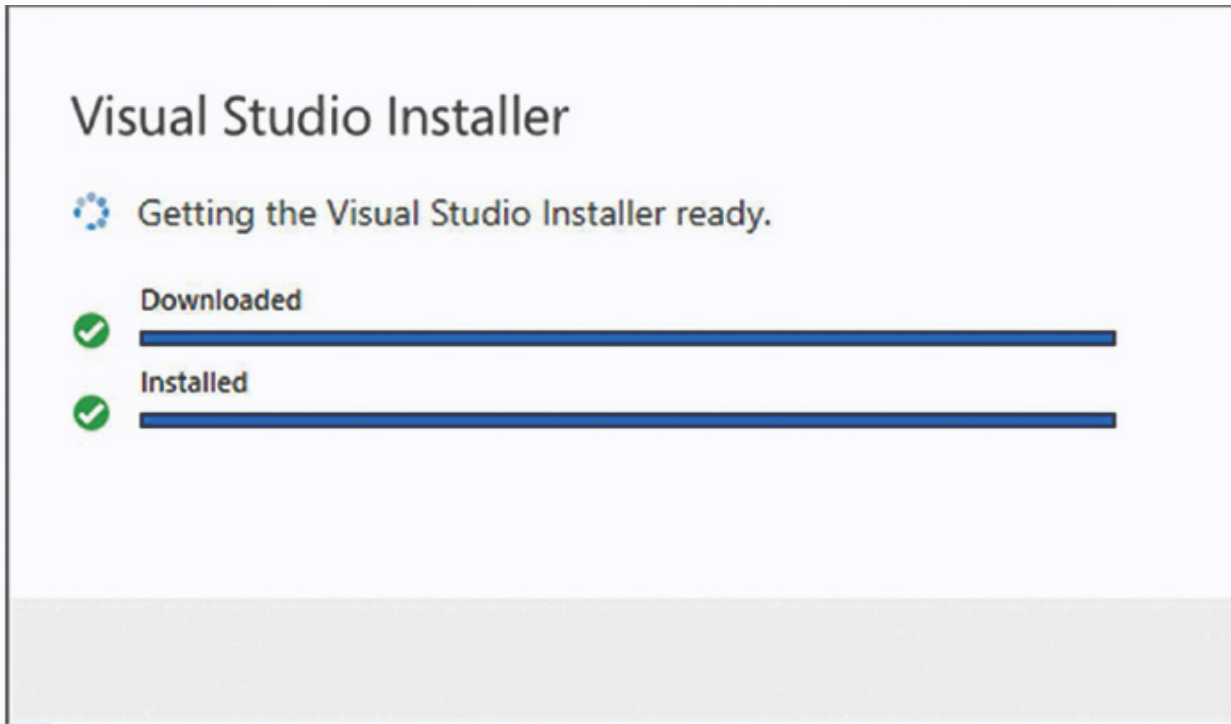 Visual Studio Installer
Getting the Visual Studio Installer ready.
Downloaded
Installed